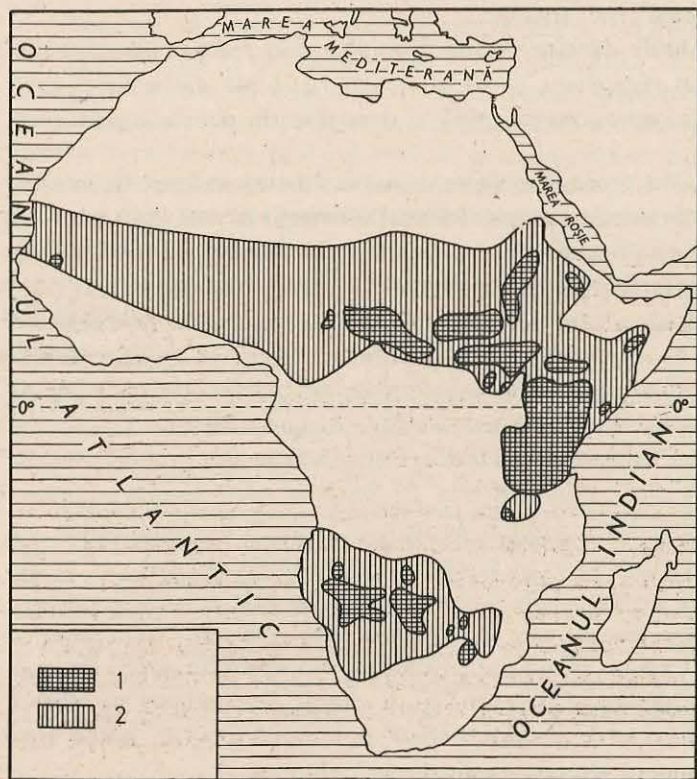 MAREA
MEDITERANĂ
OCEANUL
ATLANTIC
MAREA ROȘIE
0°
0°
OCEANUL INDIAN
1
2